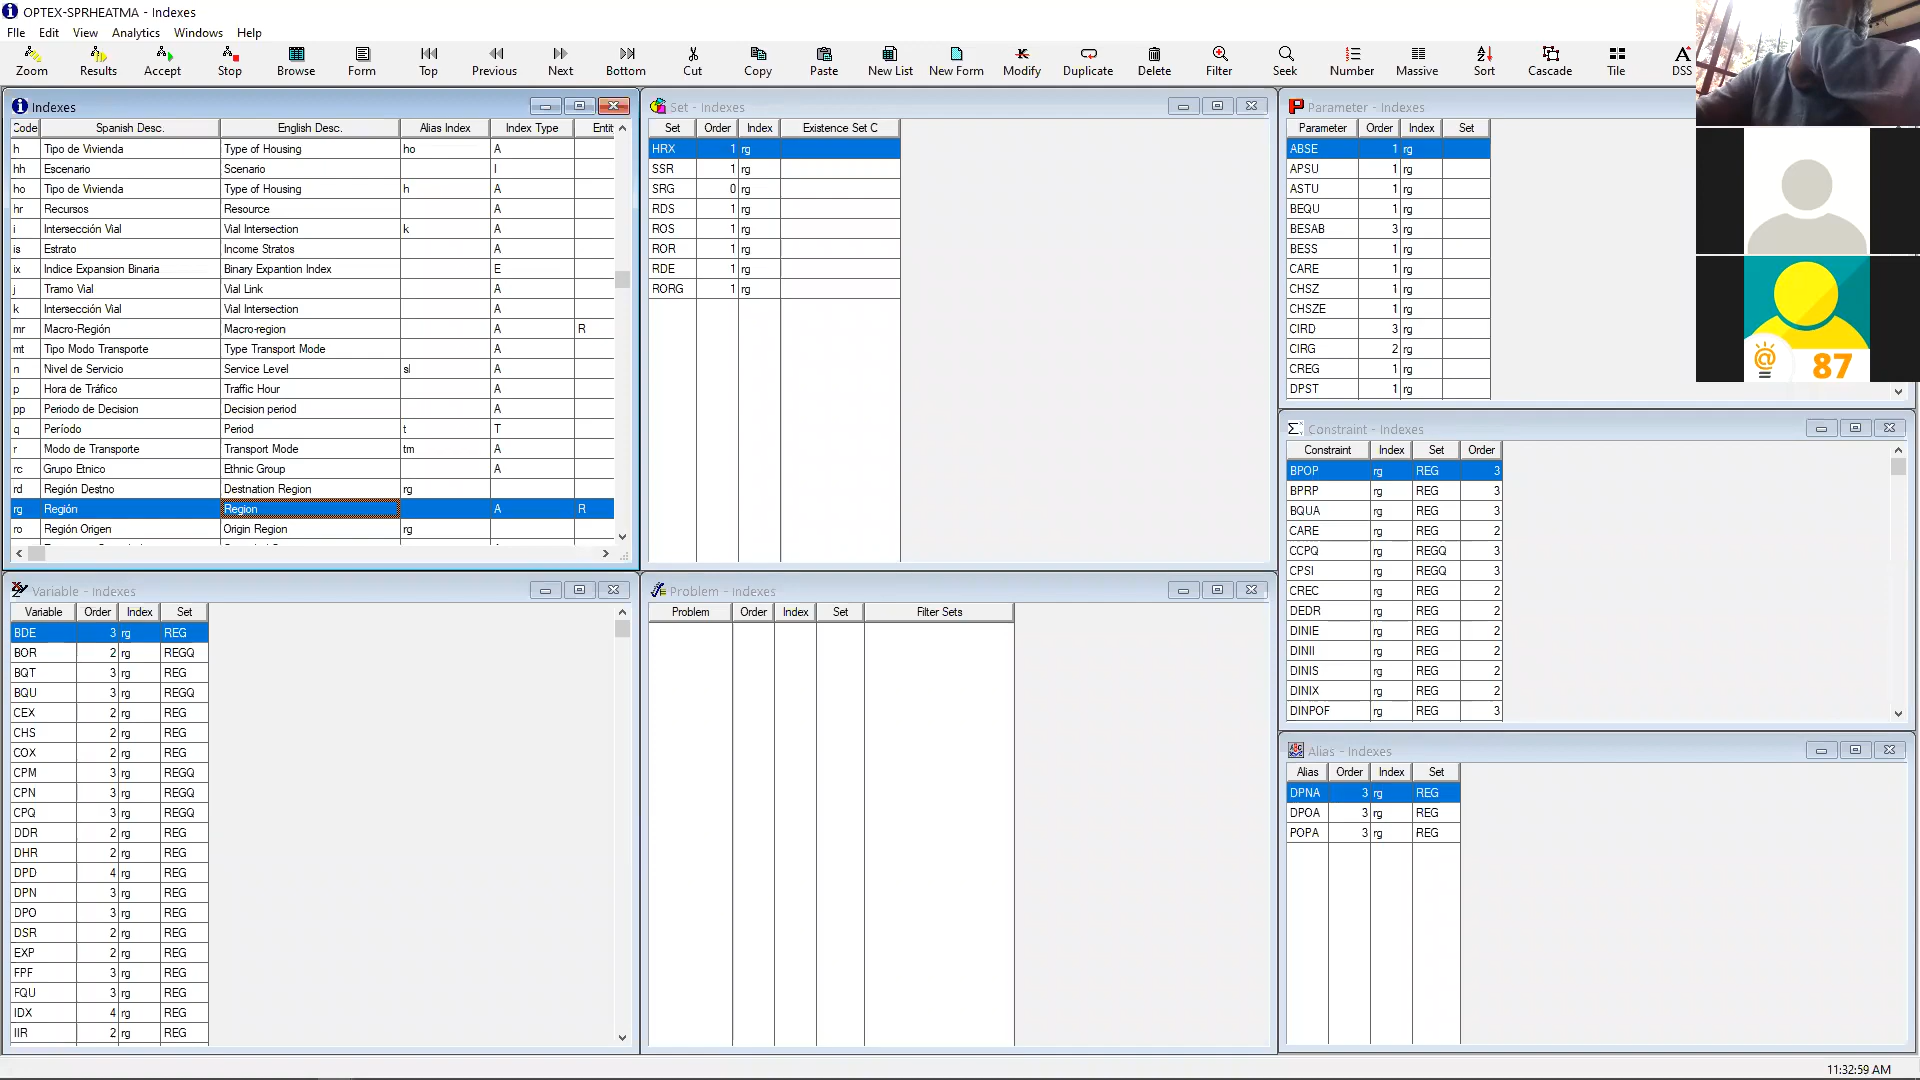 OPTEX-SPRHEATMA - Indexes
FIle Edit View Analytics Windows Help
Zoom Results Accept Stop Browse Form Top Previous Next Bottom Cut Copy Paste New List New Form Modify Duplicate Delete Filter Seek Number Massive Sort Cascade Tile DSS
Indexes
Code Spanish Desc. English Desc. Alias Index Index Type Entit
h Tipo de Vivienda Type of Housing ho A
hh Escenario Scenario I
ho Tipo de Vivienda Type of Housing h A
hr Recursos Resource A
i Intersección Vial Vial Intersection k A
is Estrato Income Stratos A
ix Indice Expansion Binaria Binary Expantion Index E
j Tramo Vial Vial Link A
k Intersección Vial Vial Intersection A
mr Macro-Región Macro-region A R
mt Tipo Modo Transporte Type Transport Mode A
n Nivel de Servicio Service Level sl A
p Hora de Tráfico Traffic Hour A
pp Periodo de Decision Decision period A
q Período Period t T
r Modo de Transporte Transport Mode tm A
rc Grupo Etnico Ethnic Group A
rd Región Destno Destnation Region rg
rg Región Region A R
ro Región Origen Origin Region rg
Set - Indexes
Set Order Index Existence Set C
HRX 1 rg
SSR 1 rg
SRG 0 rg
RDS 1 rg
ROS 1 rg
ROR 1 rg
RDE 1 rg
RORG 1 rg
Parameter - Indexes
Parameter Order Index Set
ABSE 1 rg
APSU 1 rg
ASTU 1 rg
BEQU 1 rg
BESAB 3 rg
BESS 1 rg
CARE 1 rg
CHSZ 1 rg
CHSZE 1 rg
CIRD 3 rg
CIRG 2 rg
CREG 1 rg
DPST 1 rg
@ 87
Constraint - Indexes
Constraint Index Set Order
BPOP rg REG 3
BPRP rg REG 3
BQUA rg REG 3
CARE rg REG 2
CCPQ rg REGQ 3
CPSI rg REGQ 3
CREC rg REG 2
DEDR rg REG 2
DINIE rg REG 2
DINII rg REG 2
DINIS rg REG 2
DINIX rg REG 2
DINPOF rg REG 3
Variable - Indexes
Variable Order Index Set
BDE 3 rg REG
BOR 2 rg REGQ
BQT 3 rg REG
BQU 3 rg REGQ
CEX 2 rg REG
CHS 2 rg REG
COX 2 rg REG
CPM 3 rg REGQ
CPN 3 rg REGQ
CPQ 3 rg REGQ
DDR 2 rg REG
DHR 2 rg REG
DPD 4 rg REG
DPN 3 rg REG
DPO 3 rg REG
DSR 2 rg REG
EXP 2 rg REG
FPF 3 rg REG
FQU 3 rg REG
IDX 4 rg REG
IIR 2 rg REG
Problem - Indexes
Problem Order Index Set Filter Sets
Alias - Indexes
Alias Order Index Set
DPNA 3 rg REG
DPOA 3 rg REG
POPA 3 rg REG
11:32:59 AM